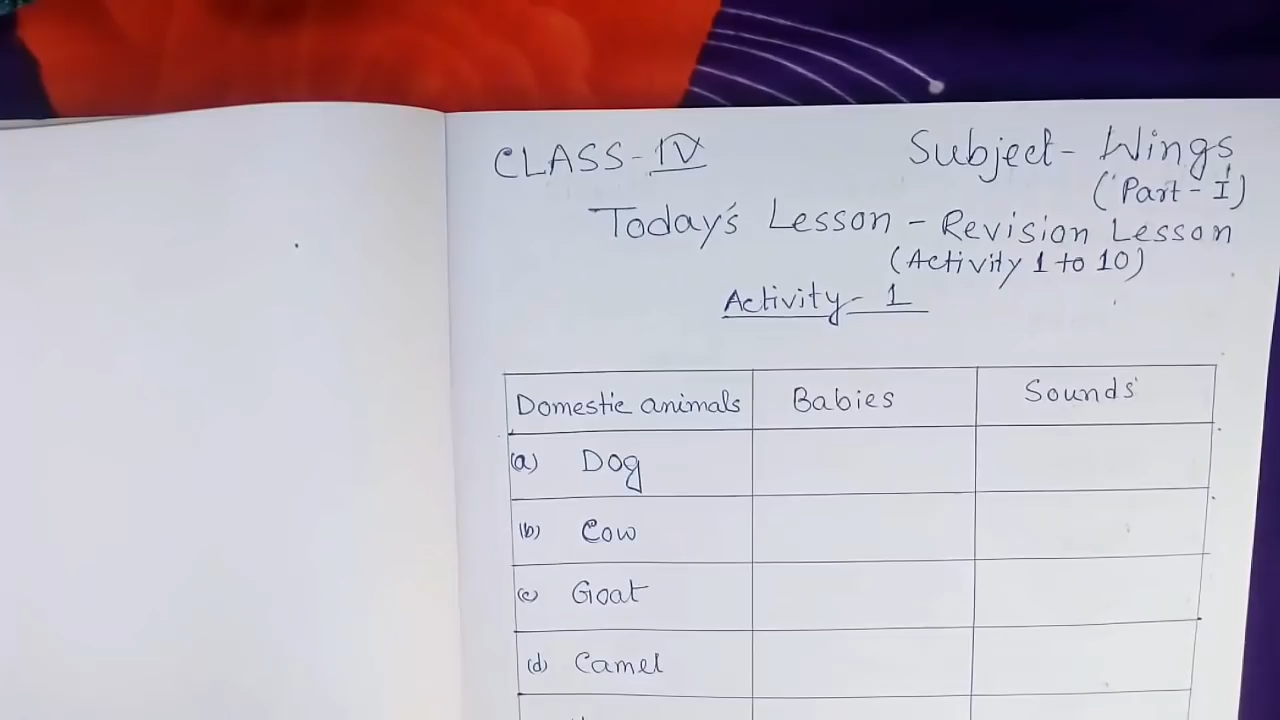 CLASS-IV Subject- Wings
(Part-I)
Today's Lesson - Revision Lesson
(Activity 1 to 10)
Activity- 1
Domestic animals Babies Sounds
(a) Dog
(b) Cow
(c) Goat
(d) Camel